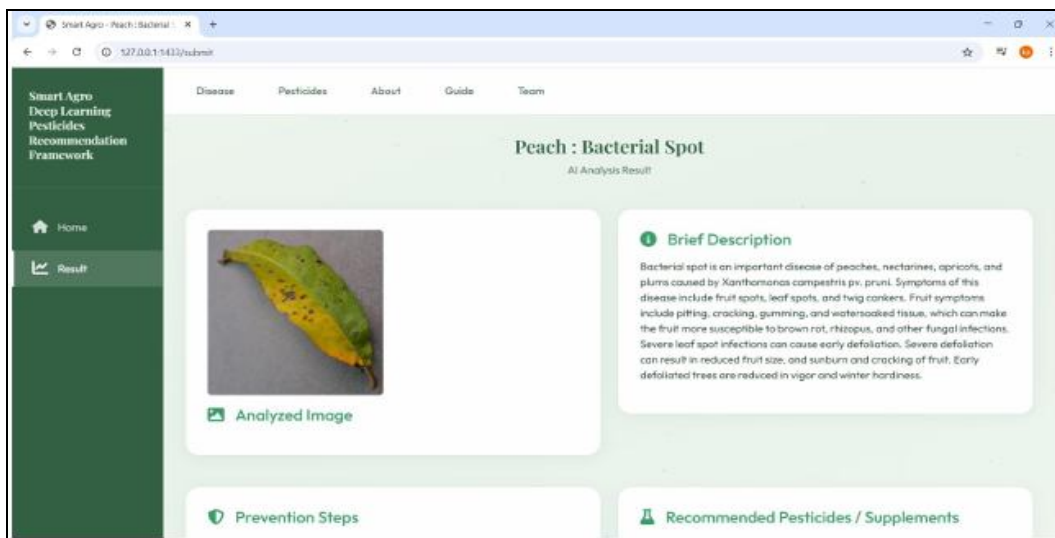 Smart Agro - Peach : Bacterial
127.0.0.1:1433/submit
Smart Agro
Deep Learning
Pesticides
Recommendation
Framework
Home
Result
Disease Pesticides About Guide Team
Peach : Bacterial Spot
AI Analysis Result
Analyzed Image
Brief Description
Bacterial spot is an important disease of peaches, nectarines, apricots, and
plums caused by Xanthomonas campestris pv. pruni. Symptoms of this
disease include fruit spots, leaf spots, and twig cankers. Fruit symptoms
include pitting, cracking, gumming, and watersoaked tissue, which can make
the fruit more susceptible to brown rot, rhizopus, and other fungal infections.
Severe leaf spot infections can cause early defoliation. Severe defoliation
can result in reduced fruit size, and sunburn and cracking of fruit. Early
defoliated trees are reduced in vigor and winter hardiness.
Prevention Steps
Recommended Pesticides / Supplements